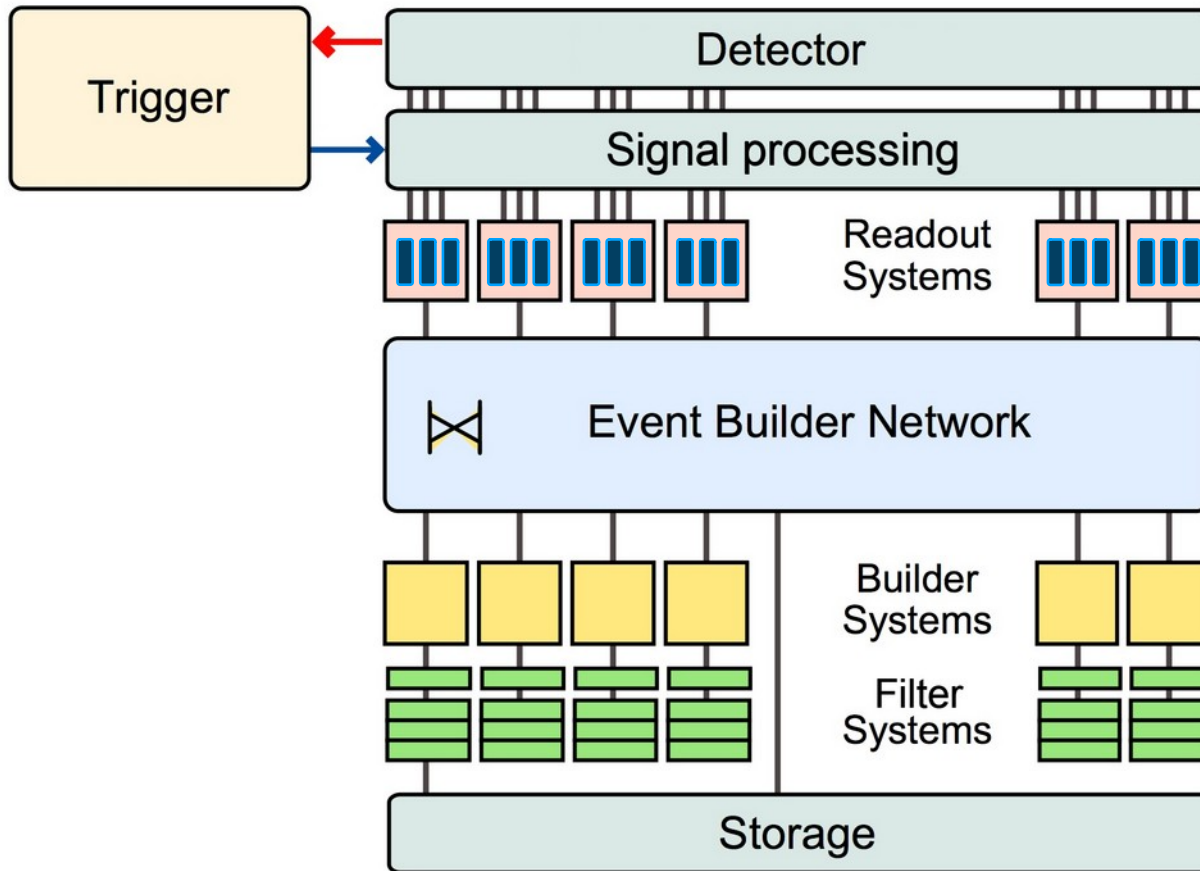 Detector
Trigger
Signal processing
Readout
Systems
Event Builder Network
Builder
Systems
Filter
Systems
Storage